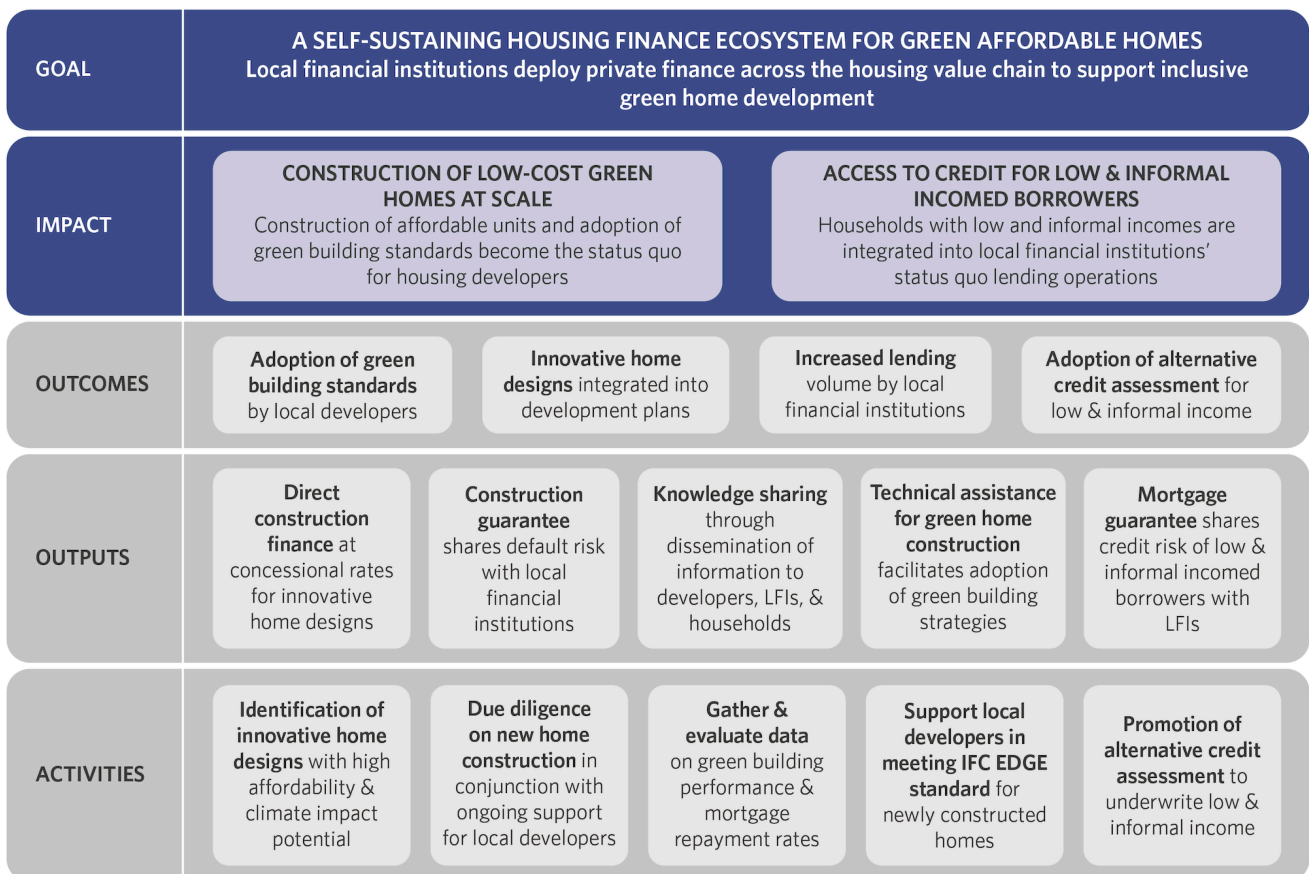 GOAL
A SELF-SUSTAINING HOUSING FINANCE ECOSYSTEM FOR GREEN AFFORDABLE HOMES
Local financial institutions deploy private finance across the housing value chain to support inclusive
green home development
IMPACT
CONSTRUCTION OF LOW-COST GREEN
HOMES AT SCALE
Construction of affordable units and adoption of
green building standards become the status quo
for housing developers
ACCESS TO CREDIT FOR LOW & INFORMAL
INCOMED BORROWERS
Households with low and informal incomes are
integrated into local financial institutions'
status quo lending operations
OUTCOMES
Adoption of green
building standards
by local developers
Innovative home
designs integrated into
development plans
Increased lending
volume by local
financial institutions
Adoption of alternative
credit assessment for
low & informal income
OUTPUTS
Direct
construction
finance at
concessional rates
for innovative
home designs
Construction
guarantee
shares default risk
with local
financial
institutions
Knowledge sharing
through
dissemination of
information to
developers, LFIs, &
households
Technical assistance
for green home
construction
facilitates adoption
of green building
strategies
Mortgage
guarantee shares
credit risk of low &
informal incomed
borrowers with
LFIs
ACTIVITIES
Identification of
innovative home
designs with high
affordability &
climate impact
potential
Due diligence
on new home
construction in
conjunction with
ongoing support
for local developers
Gather &
evaluate data
on green building
performance &
mortgage
repayment rates
Support local
developers in
meeting IFC EDGE
standard for
newly constructed
homes
Promotion of
alternative credit
assessment to
underwrite low &
informal income